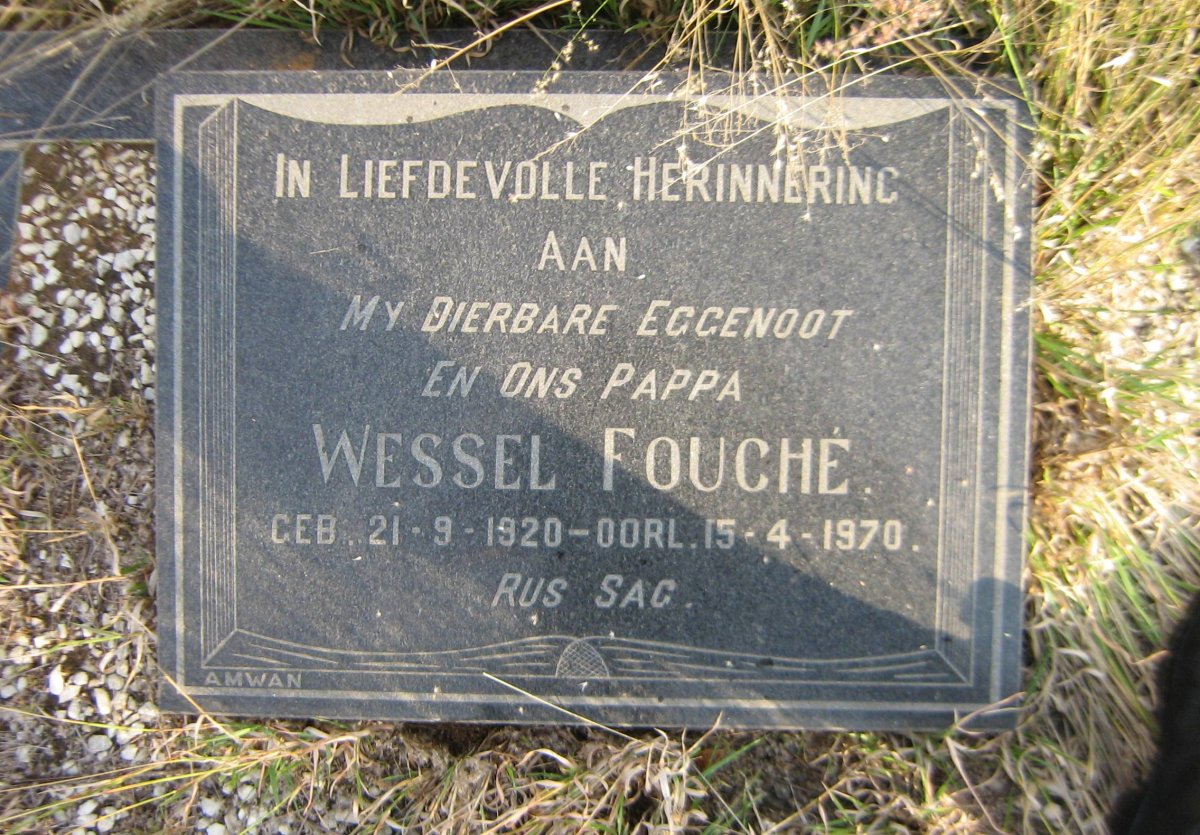 IN LIEFDEVOLLE HERINNERING
AAN
MY DIERBARE EGGENOOT
EN ONS PAPPA
WESSEL FOUCHÉ.
GEB. 21-9-1920-OORL. 15-4-1970.
RUS SAG.
AMWAN